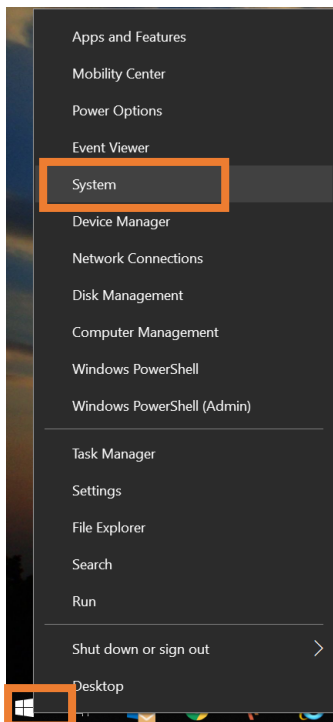 Apps and Features
Mobility Center
Power Options
Event Viewer
System
Device Manager
Network Connections
Disk Management
Computer Management
Windows PowerShell
Windows PowerShell (Admin)
Task Manager
Settings
File Explorer
Search
Run
Shut down or sign out
Desktop